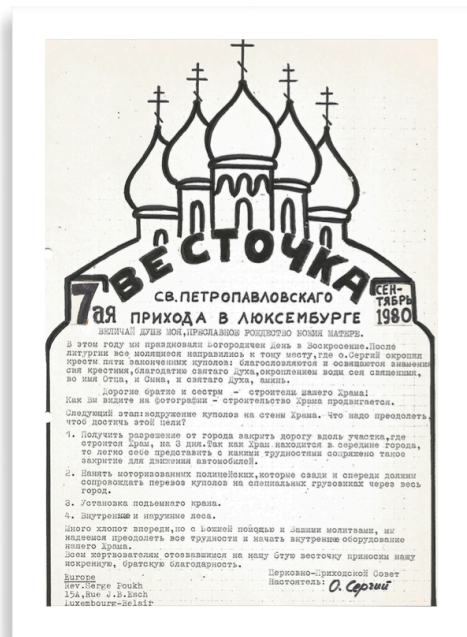 ВЕСТОЧКА
7ая
СЕН-
ТЯБРЬ
1980
СВ.ПЕТРОПАВЛОВСКАГО
ПРИХОДА В ЛЮКСЕМБУРГЕ
ВЕЛИЧАЙ ДУШЕ МОЯ,ПРЕСЛАВНОЕ РОЖДЕСТВО БОЖИЯ МАТЕРЕ.
В этом году мы праздновали Богородичен День в Воскресение.После
литургии все молящиеся направились к тому месту,где о.Сергий окропил
кресты пяти законченных куполов: благословляются и освящаются знамения
сия крестныя,благодатию святаго Духа,окроплением воды сея священныя,
во имя Отца, и Сына, и святаго Духа, аминь.
Дорогие братие и сестры - строители нашего Храма!
Как Вы видите на фотографии - строительство Храма продвигается.
Следующий этап:водружение куполов на стены Храма. Что надо преодолеть,
чтоб достичь этой цели?
1. Получить разрешение от города закрыть дорогу вдоль участка,где
строится Храм, на 3 дня.Так как Храм находится в середине города,
то легко себе представить с какими трудностями сопряжено такое
закрытие для движения автомобилей.
2. Нанять моторизованных полицейских,которые сзади и спереди должны
сопровождать перевоз куполов на специальных грузовиках через весь
город.
3. Установка подъемнаго крана.
4. Внутренние и наружные леса.
Много хлопот впереди,но с Божией помощью и Вашими молитвами, мы
надеемся преодолеть все трудности и начать внутренне оборудование
нашего Храма.
Всем жертвователям отозвавшимся на нашу 6тую весточку приносим нашу
искреннюю, братскую благодарность.
Церковно-Приходской Совет
Настоятель: О. Сергий
Europe
Rev.Serge Poukh
15A,Rue J.B.Esch
Luxembourg-Belair